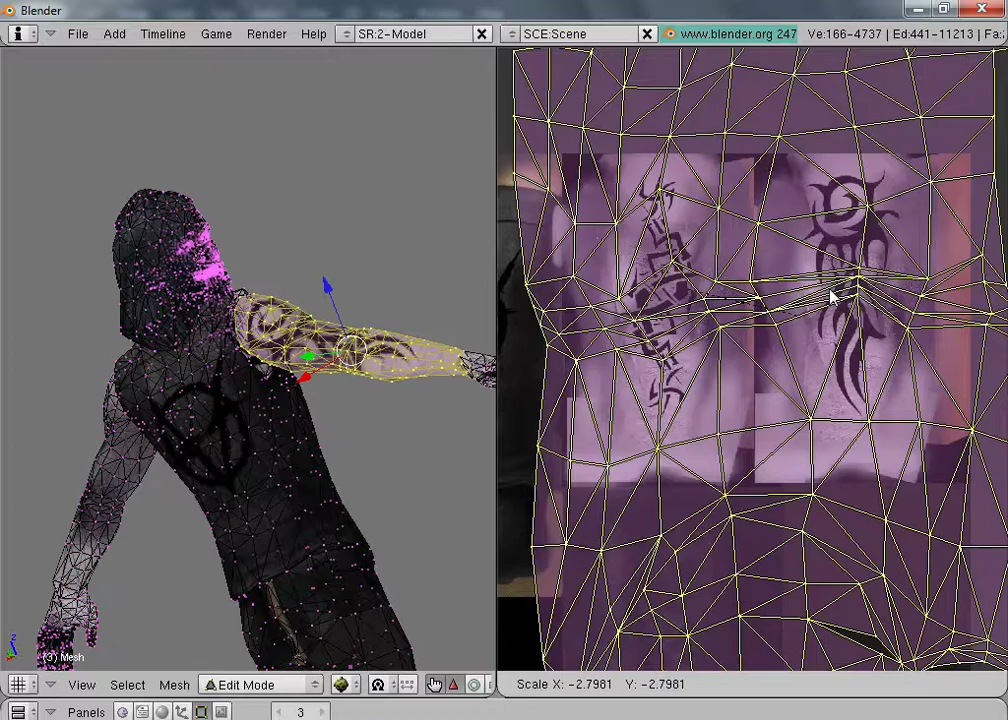 Blender
File Add Timeline Game Render Help SR:2-Model SCE:Scene www.blender.org 247 Ve:166-4737 | Ed:441-11213 | Fa:
(3) Mesh
View Select Mesh Edit Mode Scale X: -2.7981 Y: -2.7981
Panels 3